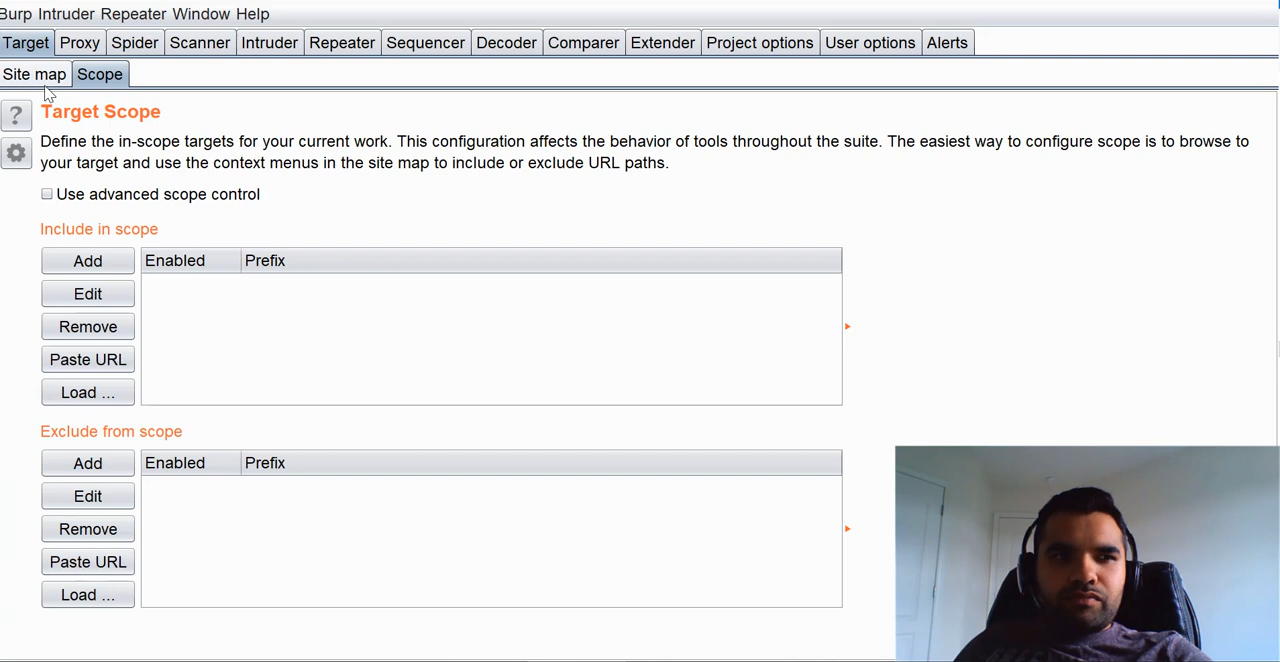 Burp Intruder Repeater Window Help
Target Proxy Spider Scanner Intruder Repeater Sequencer Decoder Comparer Extender Project options User options Alerts
Site map Scope
? Target Scope
Define the in-scope targets for your current work. This configuration affects the behavior of tools throughout the suite. The easiest way to configure scope is to browse to
your target and use the context menus in the site map to include or exclude URL paths.
Use advanced scope control
Include in scope
Add Enabled Prefix
Edit
Remove
Paste URL
Load ...
Exclude from scope
Add Enabled Prefix
Edit
Remove
Paste URL
Load ...